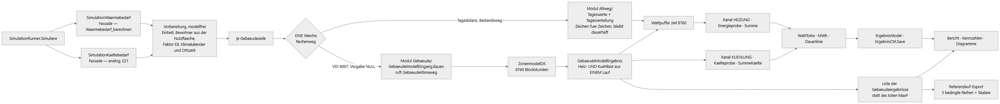 SimulationRunner.Simuliere
SimulationWaermebedarf
Fassade —
Waermebedarf_berechnen
SimulationKaeltebedarf
Fassade — analog, E21
Vorbereitung, modellfrei
Einheit, Bewohner aus der
Nutzflaeche,
Faktor E8, Klimakalender
und Ortszeit
je Gebaeudezeile
EINE Weiche
Rechenweg
Tagesbilanz, Bestandsweg
VDI 6007, Vorgabe NULL
Modul Altweg/
Tageswerte +
Tagesverteilung
Zeichen fuer Zeichen, bleibt
dauerhaft
Modul Gebaeude/
GebaeudeModellEingang.Bauen
ruft GebaeudeKlimaweg
Zonenmodell2K
8760 Blockstunden
GebaeudeModellErgebnis
Heiz- UND Kuehllast aus
EINEM Lauf
Wattpuffer ziel 8760
Kanal HEIZUNG ·
Energieprobe · Summe
Kanal KUEHLUNG ·
Kaelteprobe · SummeKaelte
WattToKw · MWh ·
Dauerlinie
ErgebnisModel ·
ErgebnisCtrl.Save
Bericht · Kennzahlen ·
Diagramme
Liste der
Gebaeudeergebnisse
statt des toten MaxP
Referenzlauf-Export
3 bedingte Reihen + Skalare